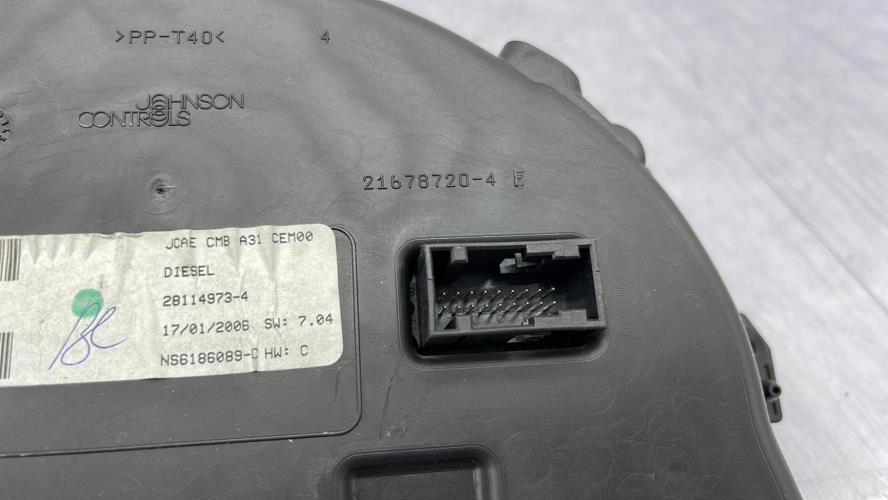 >PP-T40< 4
JOHNSON
CONTROLS
21678720-4
JCAE CMB A31 CEM00
DIESEL
28114973-4
17/01/2006 SW: 7.04
NS6186089-C HW: C